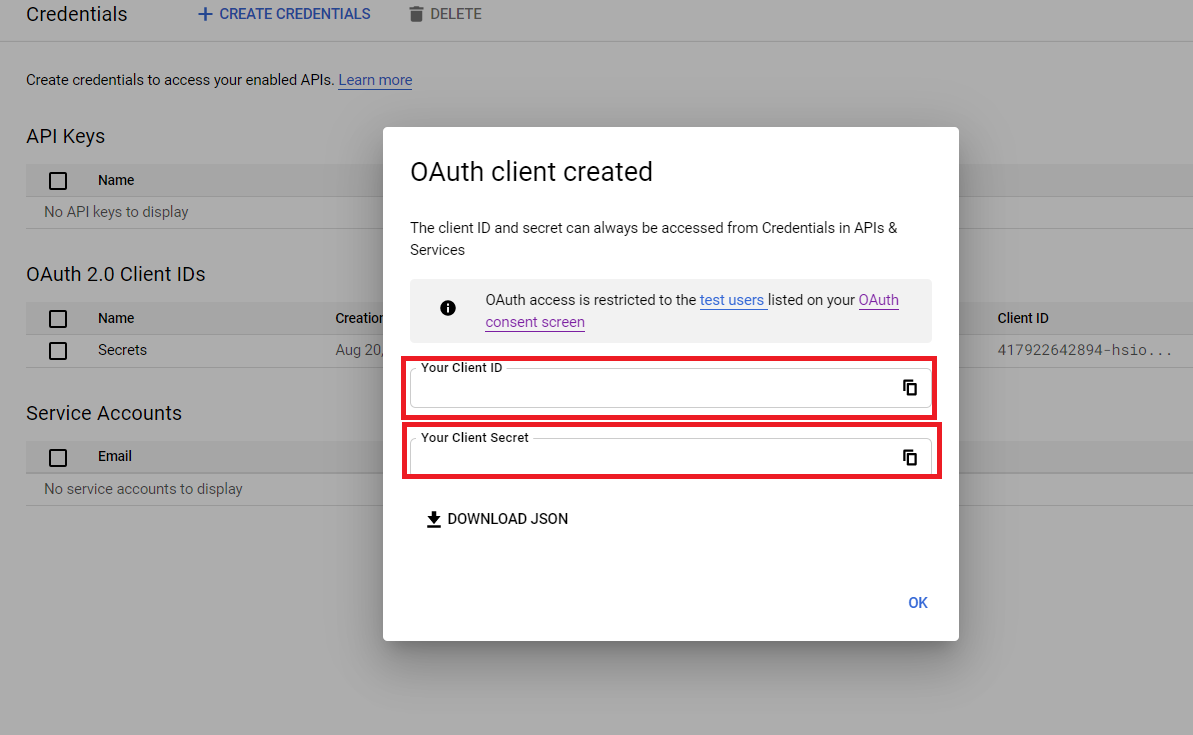 Credentials
CREATE CREDENTIALS
DELETE
Create credentials to access your enabled APIs. Learn more
API Keys
Name
No API keys to display
OAuth 2.0 Client IDs
Name
Creation
Client ID
Secrets
Aug 20,
417922642894-hsio...
Service Accounts
Email
No service accounts to display
OAuth client created
The client ID and secret can always be accessed from Credentials in APIs &
Services
OAuth access is restricted to the test users listed on your OAuth
consent screen
Your Client ID
Your Client Secret
DOWNLOAD JSON
OK